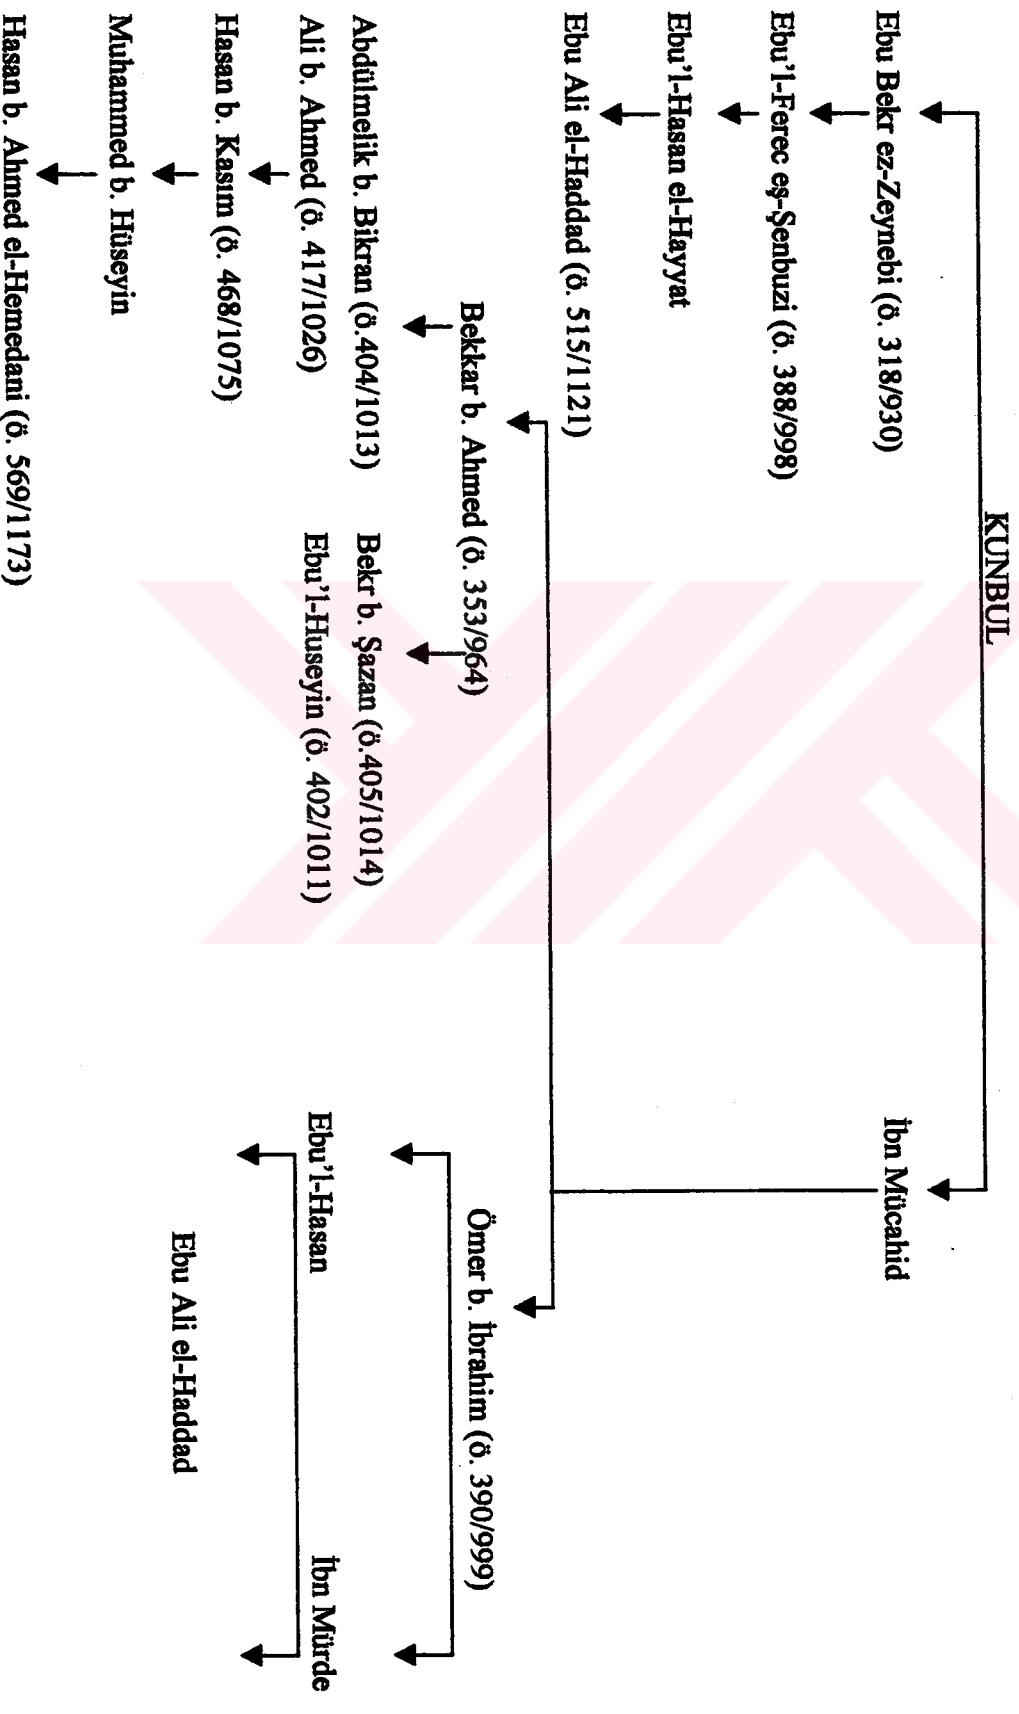 KUNBUL
Ebu Bekr ez-Zeynebi (ö. 318/930)
İbn Mücahid
Ebu'l-Ferec eş-Şenbuzi (ö. 388/998)
Ebu'l-Hasan el-Hayyat
Ebu Ali el-Haddad (ö. 515/1121)
Bekkar b. Ahmed (ö. 353/964)
Ömer b. İbrahim (ö. 390/999)
Abdülmelik b. Bikran (ö.404/1013)
Bekr b. Şazan (ö.405/1014)
Ali b. Ahmed (ö. 417/1026)
Ebu'l-Huseyin (ö. 402/1011)
Ebu'l-Hasan
İbn Mürde
Hasan b. Kasım (ö. 468/1075)
Ebu Ali el-Haddad
Muhammed b. Hüseyin
Hasan b. Ahmed el-Hemedani (ö. 569/1173)